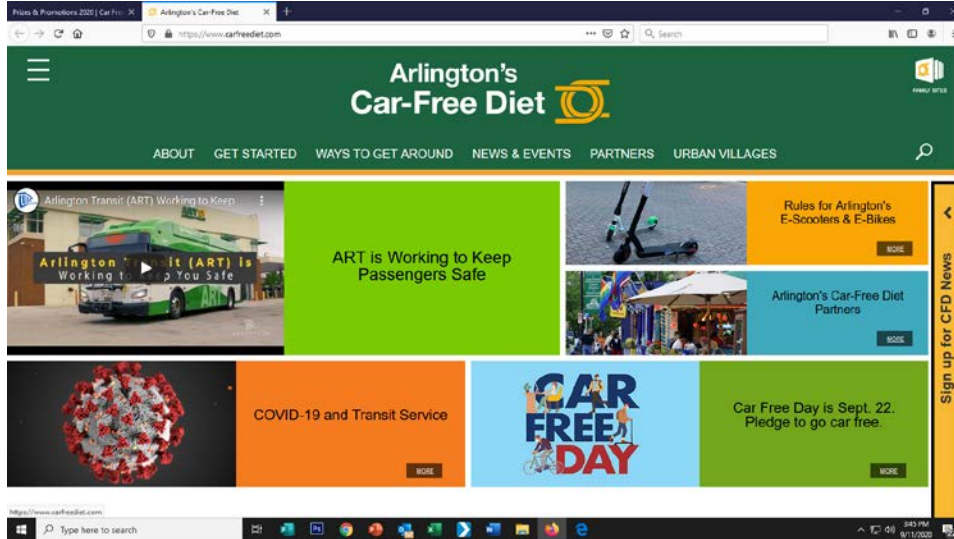 Prizes & Promotions 2020 | Car Fre
Arlington's Car-Free Diet
https://www.carfreediet.com
Search
Arlington's
Car-Free Diet
FAMILY SITES
ABOUT GET STARTED WAYS TO GET AROUND NEWS & EVENTS PARTNERS URBAN VILLAGES
Arlington Transit (ART) Working to Keep
Arlington Transit (ART) is
Working to Keep You Safe
ART
ART is Working to Keep
Passengers Safe
Rules for Arlington's
E-Scooters & E-Bikes
MORE
Arlington's Car-Free Diet
Partners
MORE
Sign up for CFD News
COVID-19 and Transit Service
MORE
CAR
FREE
DAY
Car Free Day is Sept. 22.
Pledge to go car free.
MORE
https://www.carfreediet.com
Type here to search
3:45 PM
9/11/2020